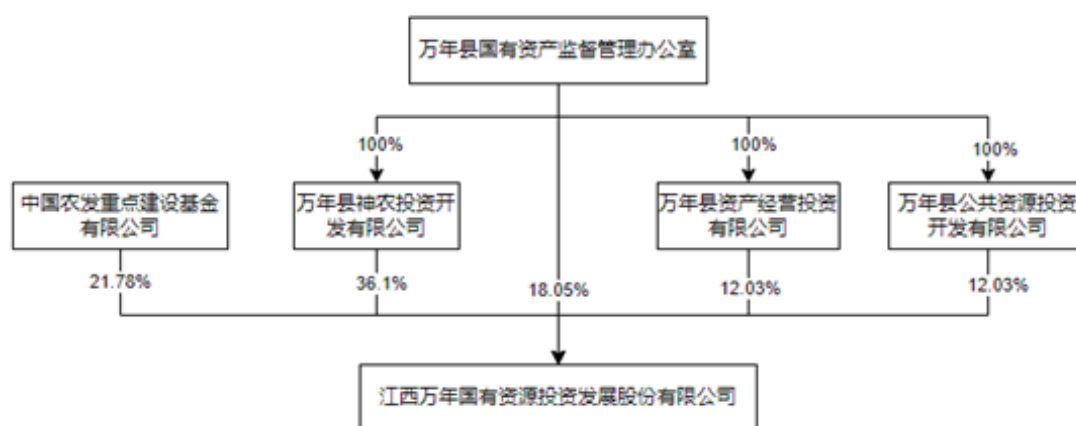 万年县国有资产监督管理办公室
100%
100%
100%
中国农发重点建设基金
有限公司
万年县神农投资开
发有限公司
万年县资产经营投资
有限公司
万年县公共资源投资
开发有限公司
21.78%
36.1%
18.05%
12.03%
12.03%
江西万年国有资源投资发展股份有限公司